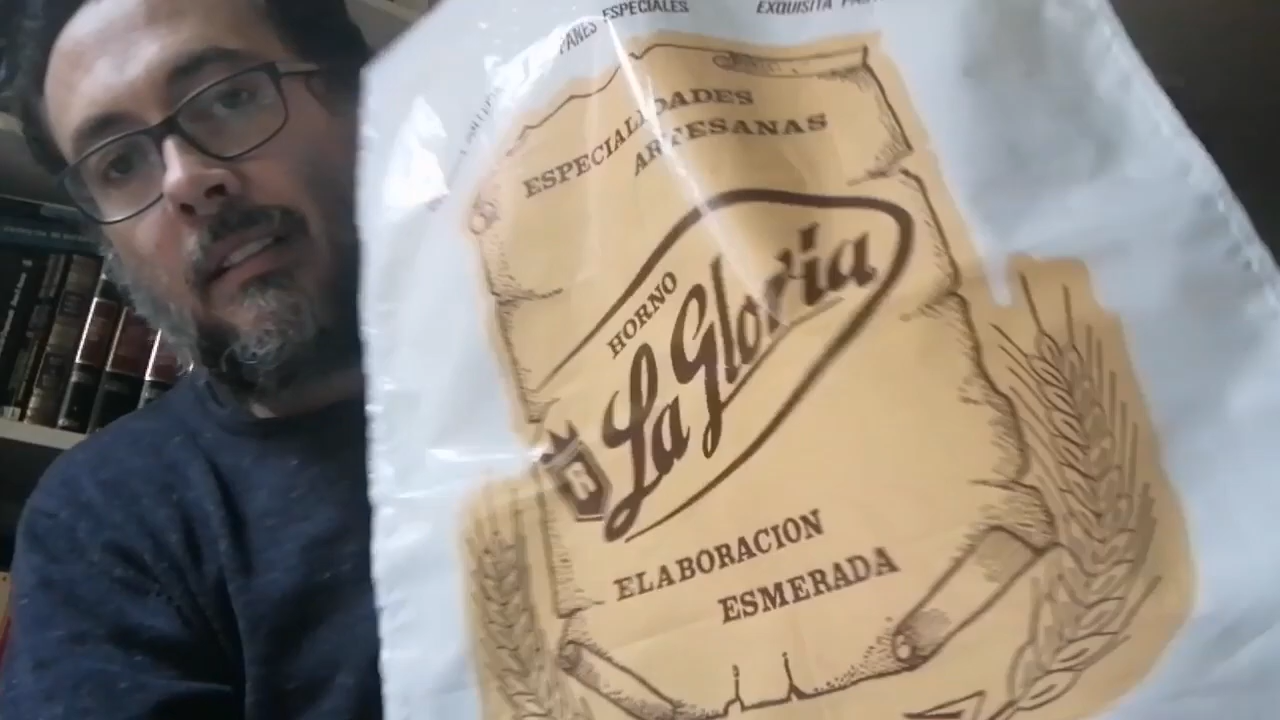 PANES ESPECIALES
EXQUISITA
ESPECIALIDADES
ARTESANAS
HORNO
La Gloria
ELABORACION
ESMERADA